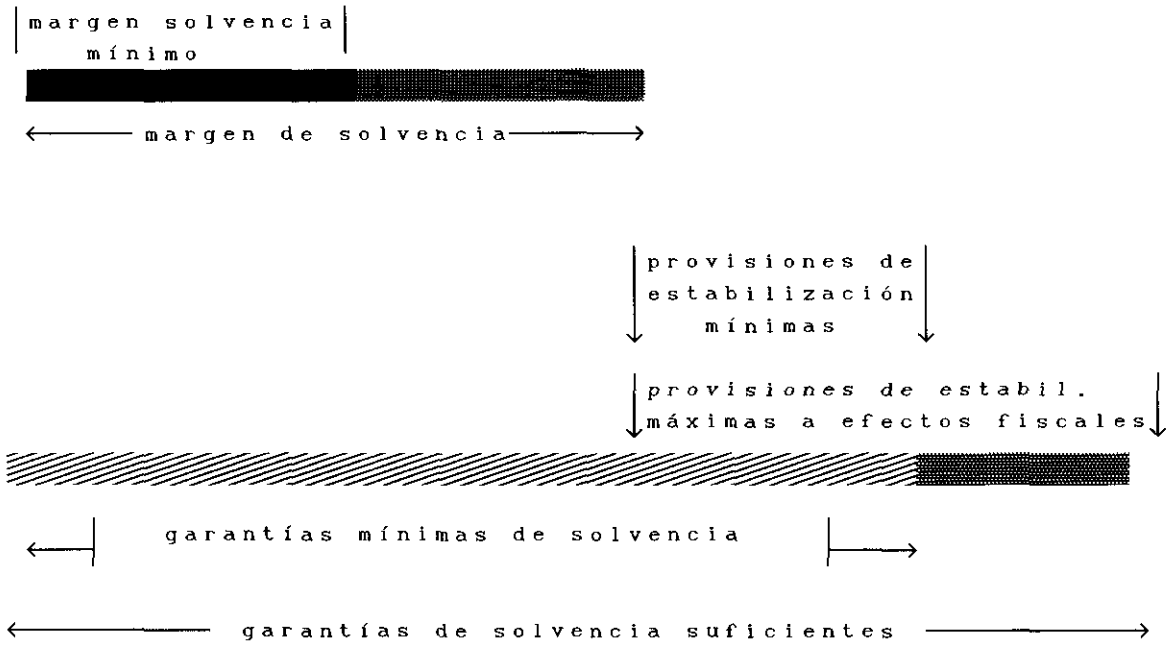 margen solvencia
mínimo
margen de solvencia
provisiones de
estabilización
mínimas
provisiones de estabil.
máximas a efectos fiscales
garantías mínimas de solvencia
garantías de solvencia suficientes